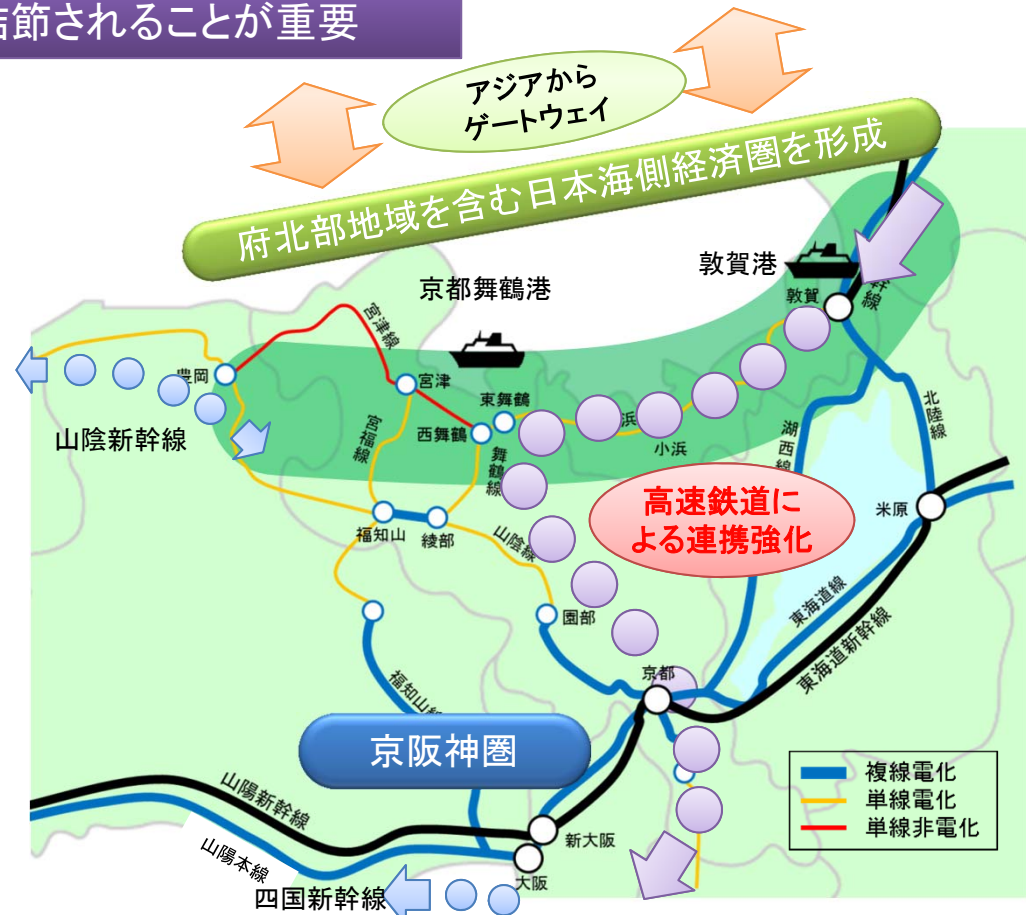 結節されることが重要
アジアから
ゲートウェイ
府北部地域を含む日本海側経済圏を形成
敦賀港
京都舞鶴港
敦賀
幹線
宮津線
豊岡
宮津
東舞鶴
北陸線
山陰新幹線
宮福線
西舞鶴
舞鶴線
浜
小浜
湖西線
高速鉄道に
よる連携強化
米原
福知山
綾部
山陰線
園部
東海道線
東海道新幹線
京都
福知山線
京阪神圏
複線電化
単線電化
単線非電化
山陽新幹線
山陽本線
新大阪
大阪
四国新幹線